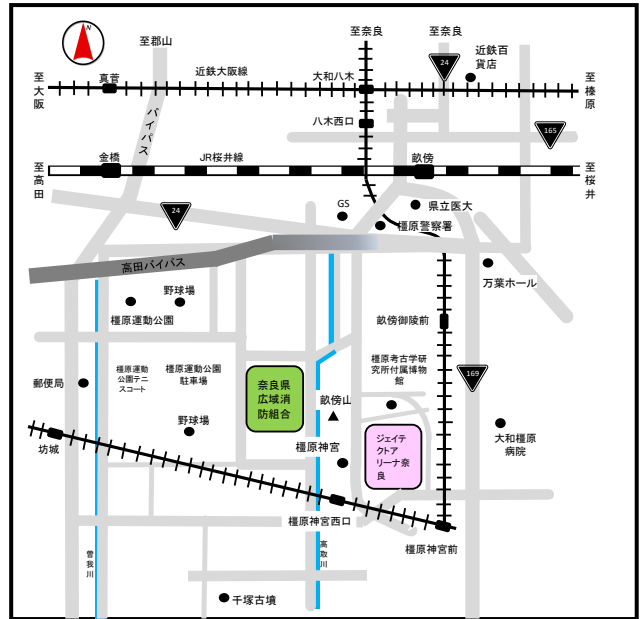 N
至郡山
至奈良
至奈良
24
近鉄百
貨店
至大阪
真菅
近鉄大阪線
大和八木
至榛原
バイパス
八木西口
165
至高田
金橋
JR桜井線
畝傍
至桜井
24
GS
県立医大
橿原警察署
高田バイパス
万葉ホール
野球場
橿原運動公園
畝傍御陵前
橿原運動
公園テニ
スコート
橿原運動公園
駐車場
橿原考古学研
究所付属博物
館
169
郵便局
奈良県
広域消
防組合
畝傍山
野球場
橿原神宮
ジェイテ
クトア
リーナ奈
良
大和橿原
病院
坊城
橿原神宮西口
橿原神宮前
曽我川
高取川
千塚古墳